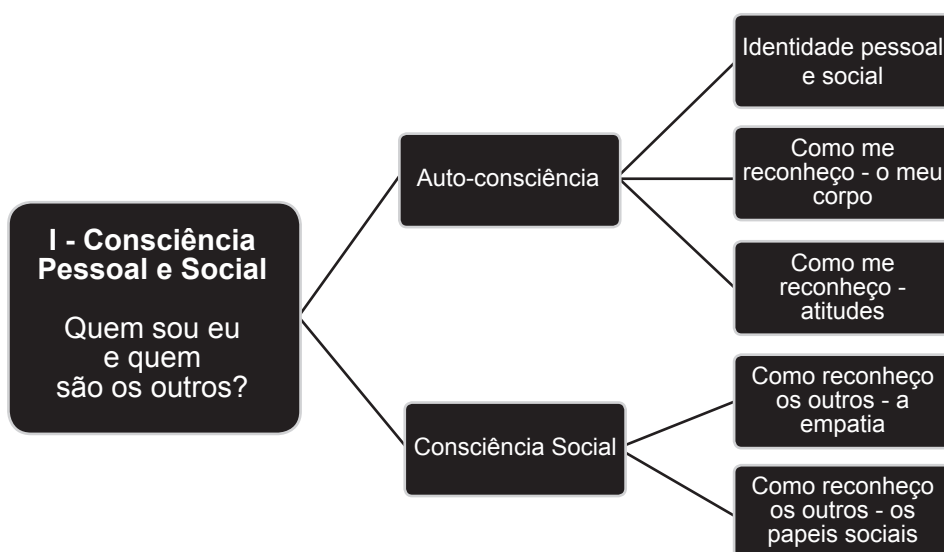 I - Consciência
Pessoal e Social
Quem sou eu
e quem
são os outros?
Auto-consciência
Consciência Social
Identidade pessoal
e social
Como me
reconheço - o meu
corpo
Como me
reconheço -
atitudes
Como reconheço
os outros - a
empatia
Como reconheço
os outros - os
papeis sociais